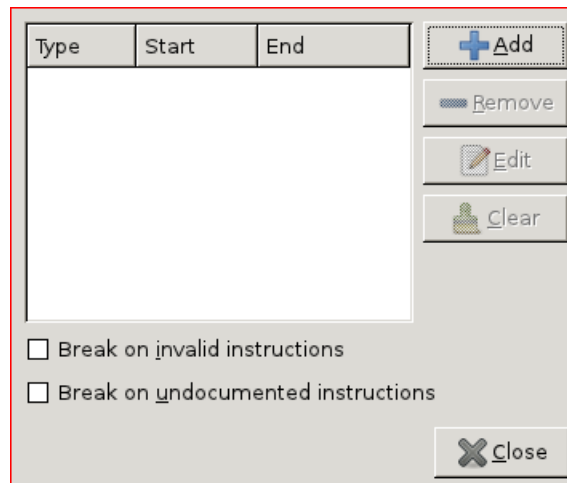 Type Start End
Add
Remove
Edit
Clear
Break on invalid instructions
Break on undocumented instructions
Close